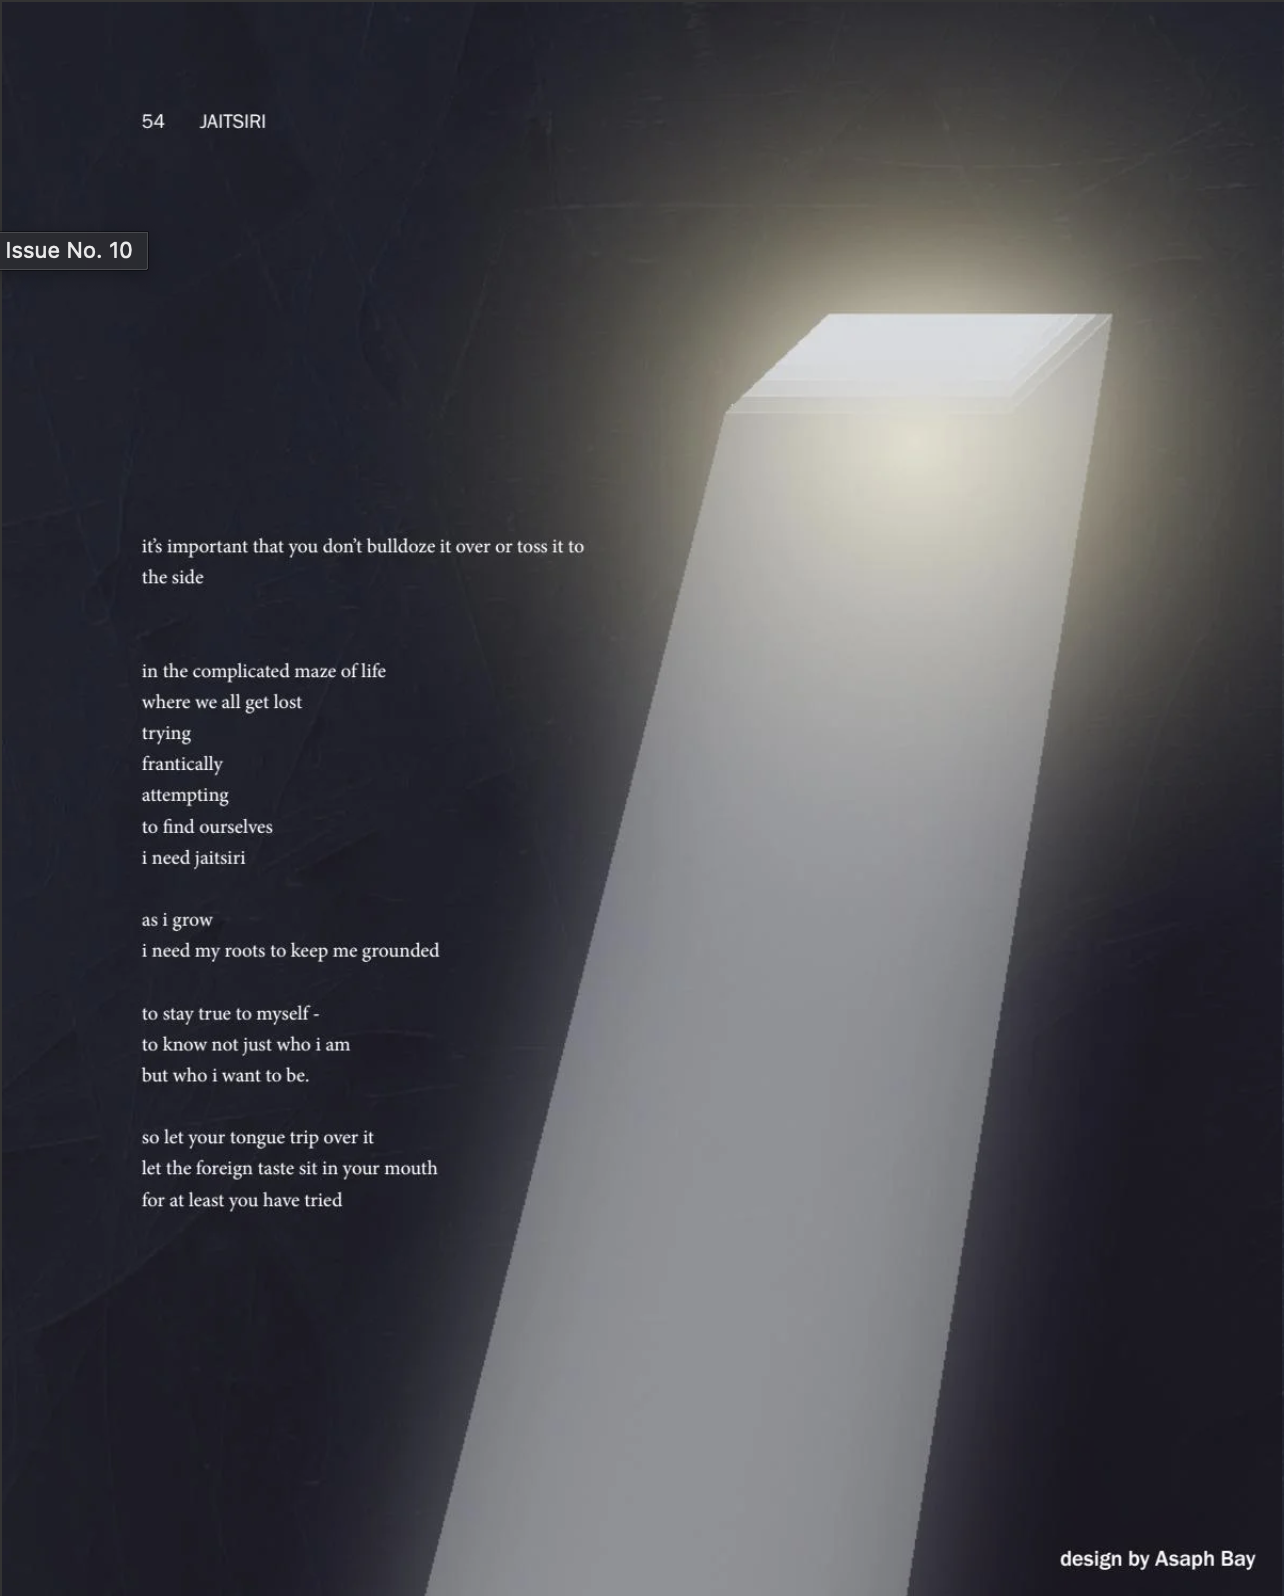 54 JAITSIRI
Issue No. 10
it’s important that you don’t bulldoze it over or toss it to
the side
in the complicated maze of life
where we all get lost
trying
frantically
attempting
to find ourselves
i need jaitsiri
as i grow
i need my roots to keep me grounded
to stay true to myself -
to know not just who i am
but who i want to be.
so let your tongue trip over it
let the foreign taste sit in your mouth
for at least you have tried
design by Asaph Bay